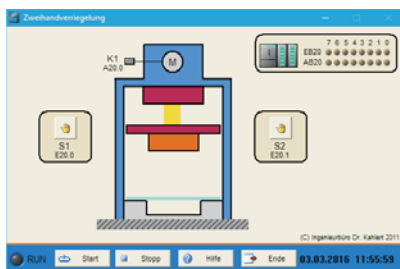 Zweihandverriegelung
7 6 5 4 3 2 1 0
EB20
AB20
K1
A20.0
M
S1
E20.0
S2
E20.1
(C) Ingenieurbüro Dr. Kahlert 2011
RUN
Start
Stopp
Hilfe
Ende
03.03.2016 11:55:59